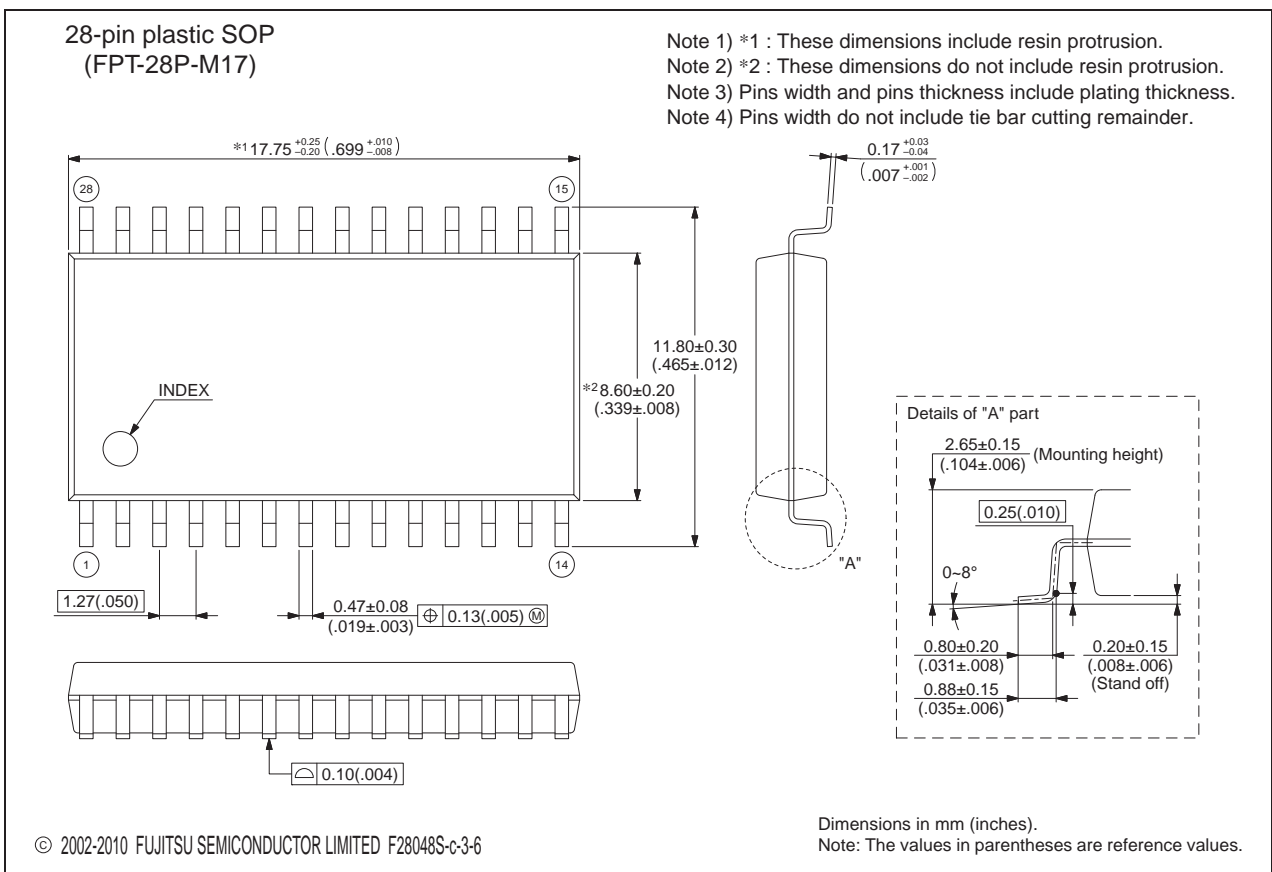 28-pin plastic SOP
(FPT-28P-M17)
Note 1) *1 : These dimensions include resin protrusion.
Note 2) *2 : These dimensions do not include resin protrusion.
Note 3) Pins width and pins thickness include plating thickness.
Note 4) Pins width do not include tie bar cutting remainder.
*1 17.75 +0.25 –0.20 (.699 +.010 –.008)
0.17 +0.03 –0.04
(.007 +.001 –.002)
28
15
INDEX
11.80±0.30
(.465±.012)
*2 8.60±0.20
(.339±.008)
1
14
"A"
1.27(.050)
0.47±0.08
(.019±.003)
⌖ 0.13(.005) Ⓜ
Details of "A" part
2.65±0.15
(.104±.006)
(Mounting height)
0.25(.010)
0~8°
0.80±0.20
(.031±.008)
0.88±0.15
(.035±.006)
0.20±0.15
(.008±.006)
(Stand off)
⌓ 0.10(.004)
© 2002-2010 FUJITSU SEMICONDUCTOR LIMITED F28048S-c-3-6
Dimensions in mm (inches).
Note: The values in parentheses are reference values.